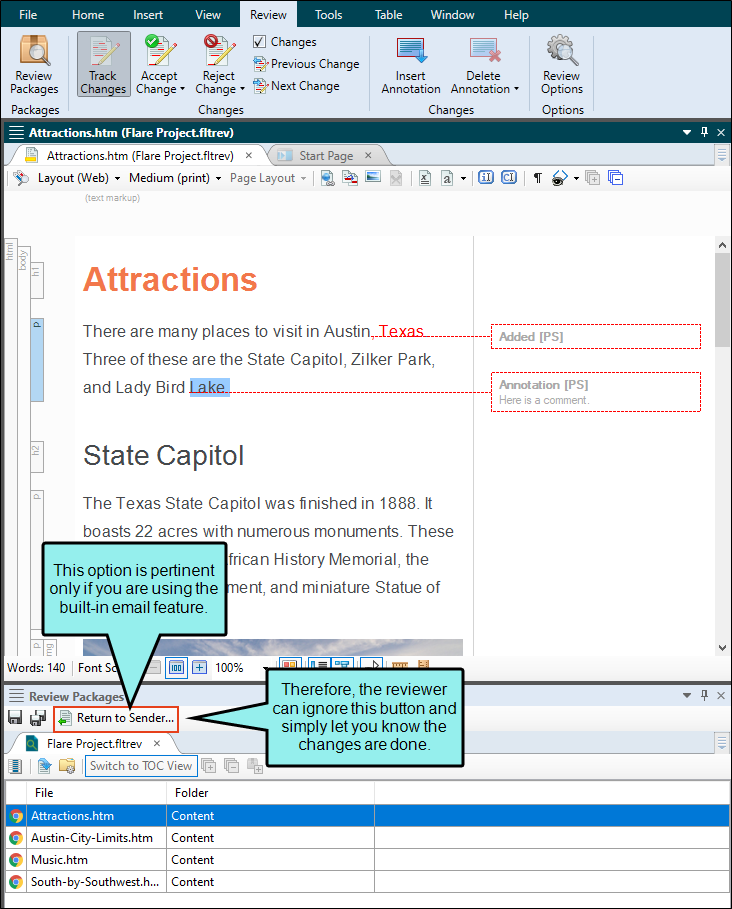 File Home Insert View Review Tools Table Window Help
Review Packages
Track Changes
Accept Change
Reject Change
Changes
Previous Change
Next Change
Insert Annotation
Delete Annotation
Review Options
Packages Changes Changes Options
Attractions.htm (Flare Project.fltrev)
Attractions.htm (Flare Project.fltrev) Start Page
Layout (Web) Medium (print) Page Layout
(text markup)
html
body
h1
Attractions
p
There are many places to visit in Austin, Texas.
Added [PS]
Three of these are the State Capitol, Zilker Park,
and Lady Bird Lake.
Annotation [PS]
Here is a comment.
h2
State Capitol
p
The Texas State Capitol was finished in 1888. It
boasts 22 acres with numerous monuments. These
frican History Memorial, the
ment, and miniature Statue of
This option is pertinent
only if you are using the
built-in email feature.
p
mg
Words: 140 Font Sc 100%
Review Packages
Return to Sender...
Therefore, the reviewer
can ignore this button and
simply let you know the
changes are done.
Flare Project.fltrev
Switch to TOC View
File Folder
Attractions.htm Content
Austin-City-Limits.htm Content
Music.htm Content
South-by-Southwest.h... Content